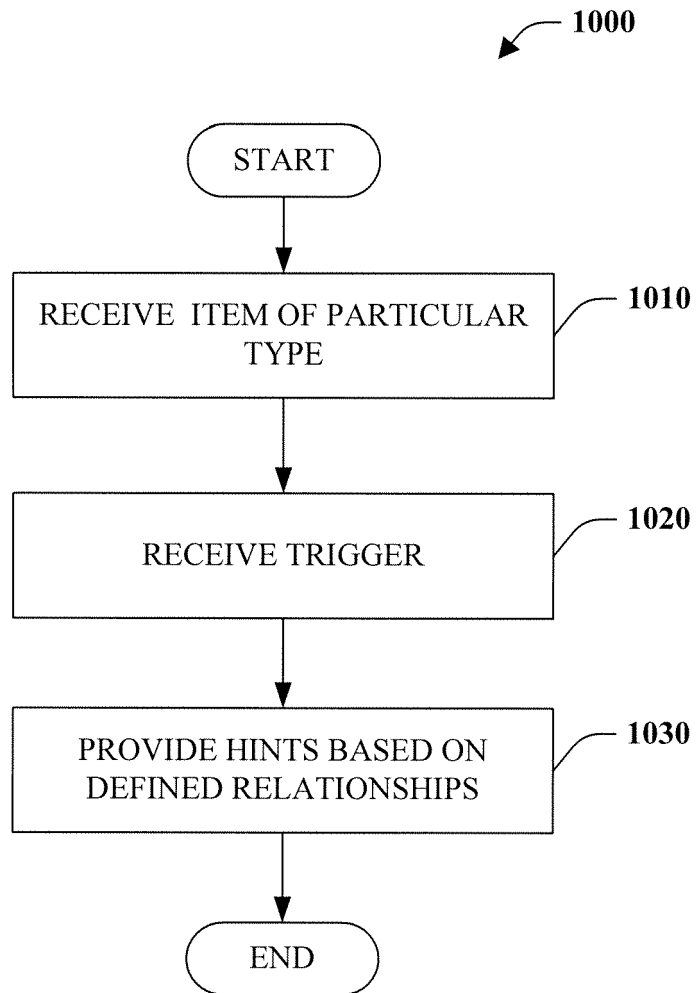 1000
START
RECEIVE ITEM OF PARTICULAR
TYPE
1010
RECEIVE TRIGGER
1020
PROVIDE HINTS BASED ON
DEFINED RELATIONSHIPS
1030
END